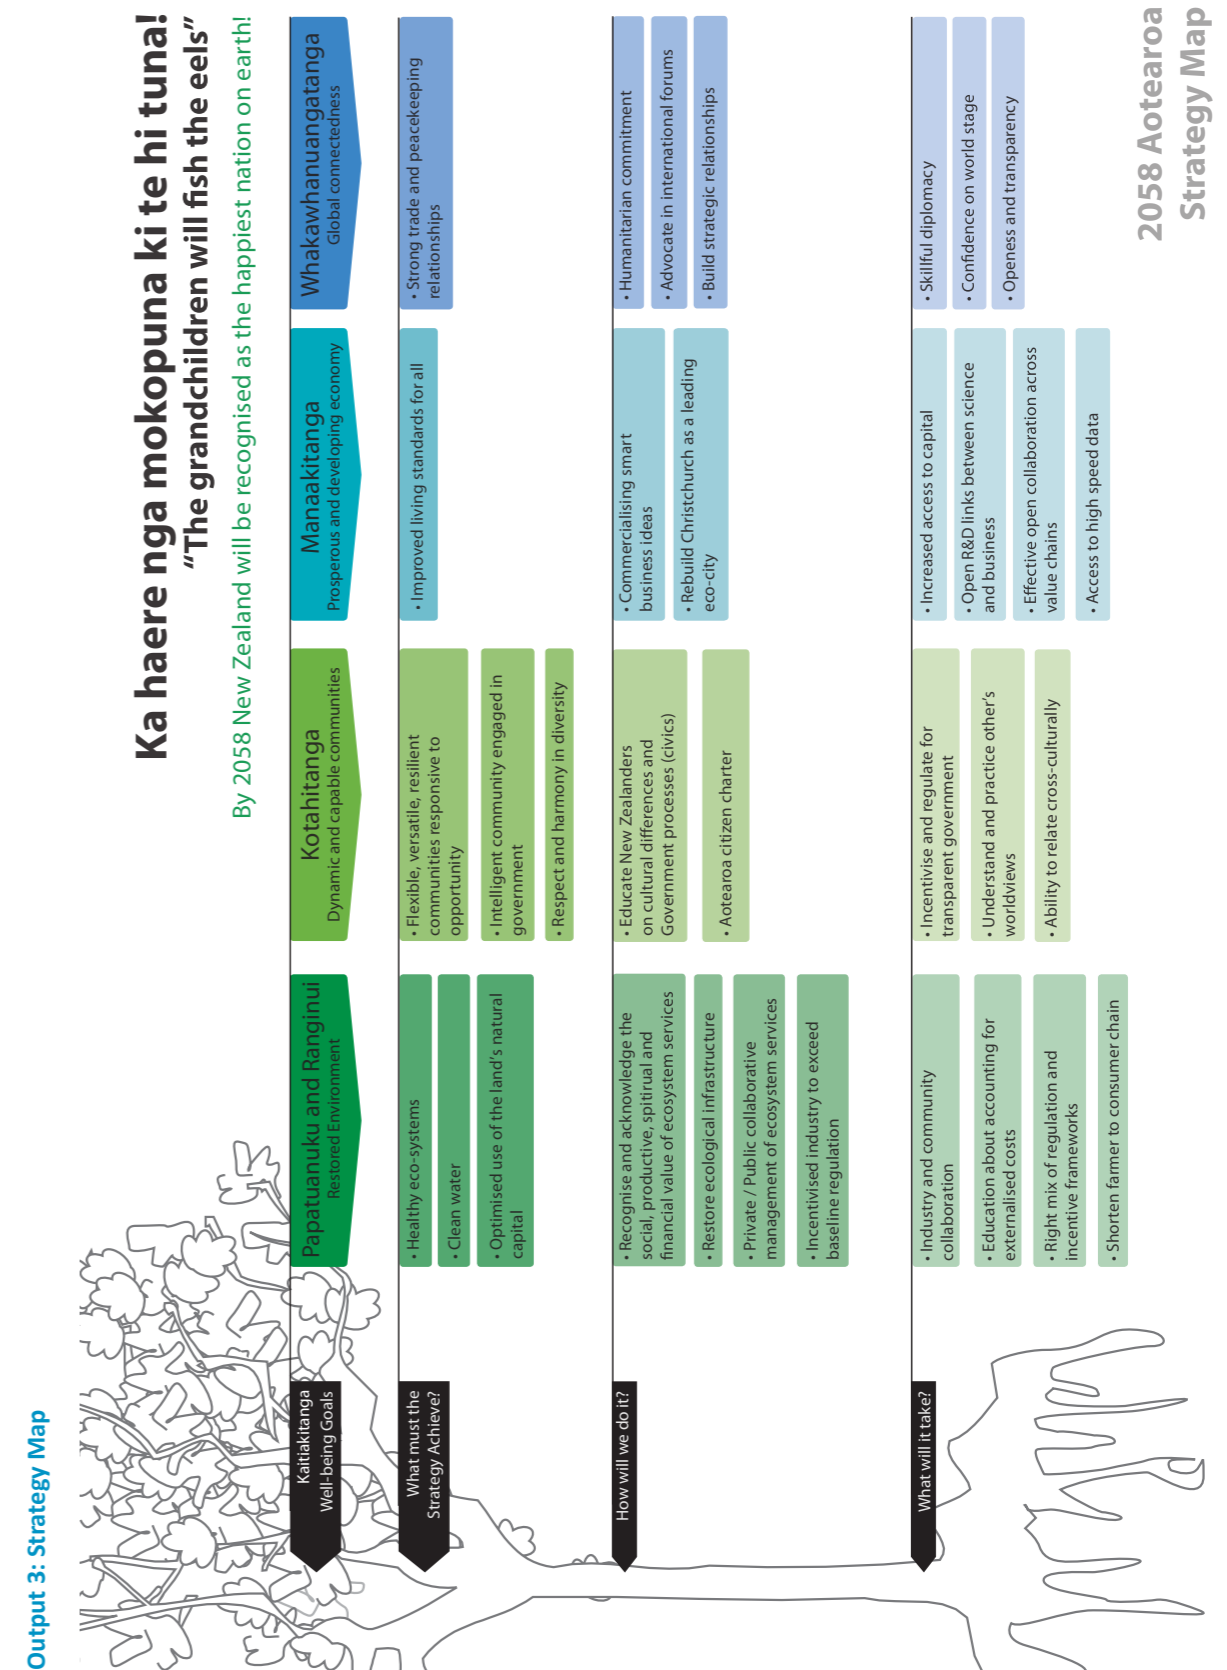 Output 3: Strategy Map
Ka haere nga mokopuna ki te hi tuna!
“The grandchildren will fish the eels”
By 2058 New Zealand will be recognised as the happiest nation on earth!
Kaitiakitanga
Well-being Goals
Papatuanuku and Ranginui
Restored Environment
Kotahitanga
Dynamic and capable communities
Manaakitanga
Prosperous and developing economy
Whakawhanuangatanga
Global connectedness
What must the
Strategy Achieve?
• Healthy eco-systems
• Clean water
• Optimised use of the land’s natural
capital
• Flexible, versatile, resilient
communities responsive to
opportunity
• Intelligent community engaged in
government
• Respect and harmony in diversity
• Improved living standards for all
• Strong trade and peacekeeping
relationships
How will we do it?
• Recognise and acknowledge the
social, productive, spitirual and
financial value of ecosystem services
• Restore ecological infrastructure
• Private / Public collaborative
management of ecosystem services
• Incentivised industry to exceed
baseline regulation
• Educate New Zealanders
on cultural differences and
Government processes (civics)
• Aotearoa citizen charter
• Commercialising smart
business ideas
• Rebuild Christchurch as a leading
eco-city
• Humanitarian commitment
• Advocate in international forums
• Build strategic relationships
What will it take?
• Industry and community
collaboration
• Education about accounting for
externalised costs
• Right mix of regulation and
incentive frameworks
• Shorten farmer to consumer chain
• Incentivise and regulate for
transparent government
• Understand and practice other’s
worldviews
• Ability to relate cross-culturally
• Increased access to capital
• Open R&D links between science
and business
• Effective open collaboration across
value chains
• Access to high speed data
• Skillful diplomacy
• Confidence on world stage
• Openess and transparency
2058 Aotearoa
Strategy Map